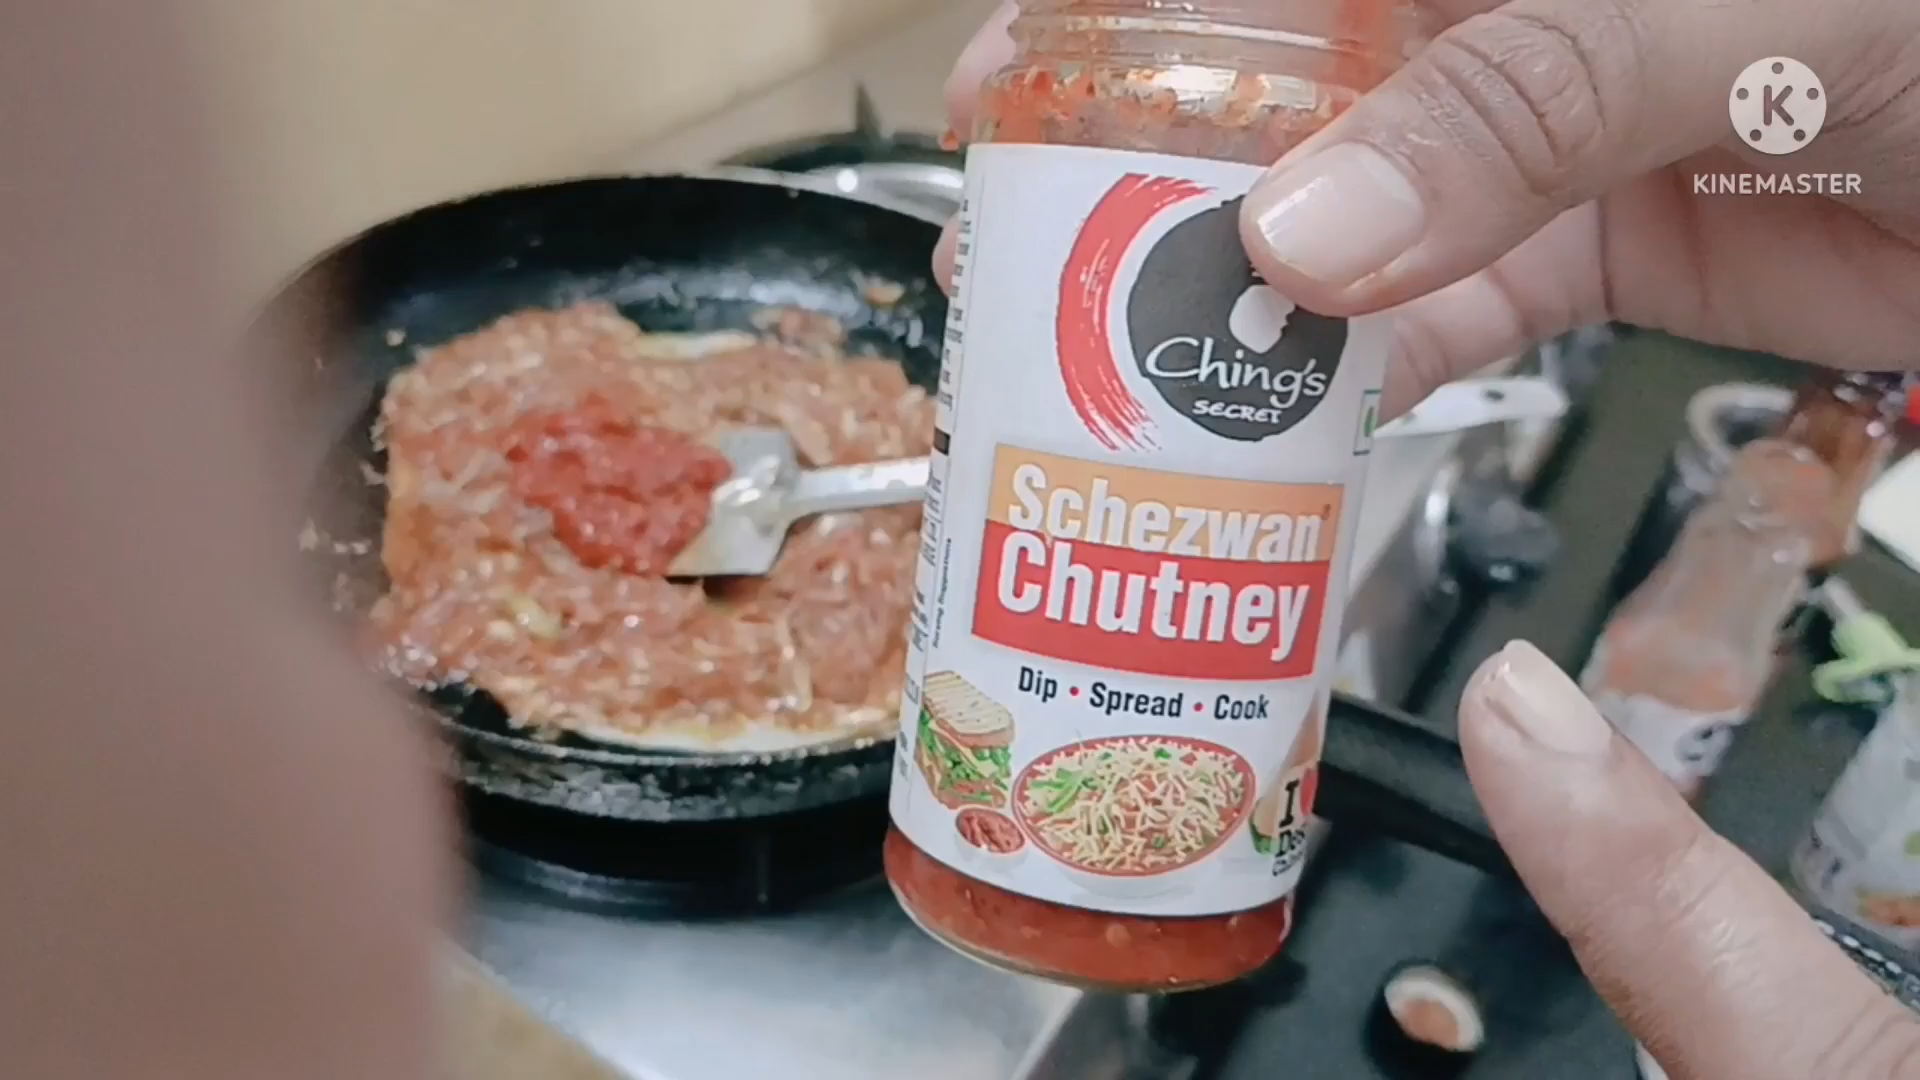 KINEMASTER
Ching's
SECRET
Schezwan
Chutney
Dip • Spread • Cook
I